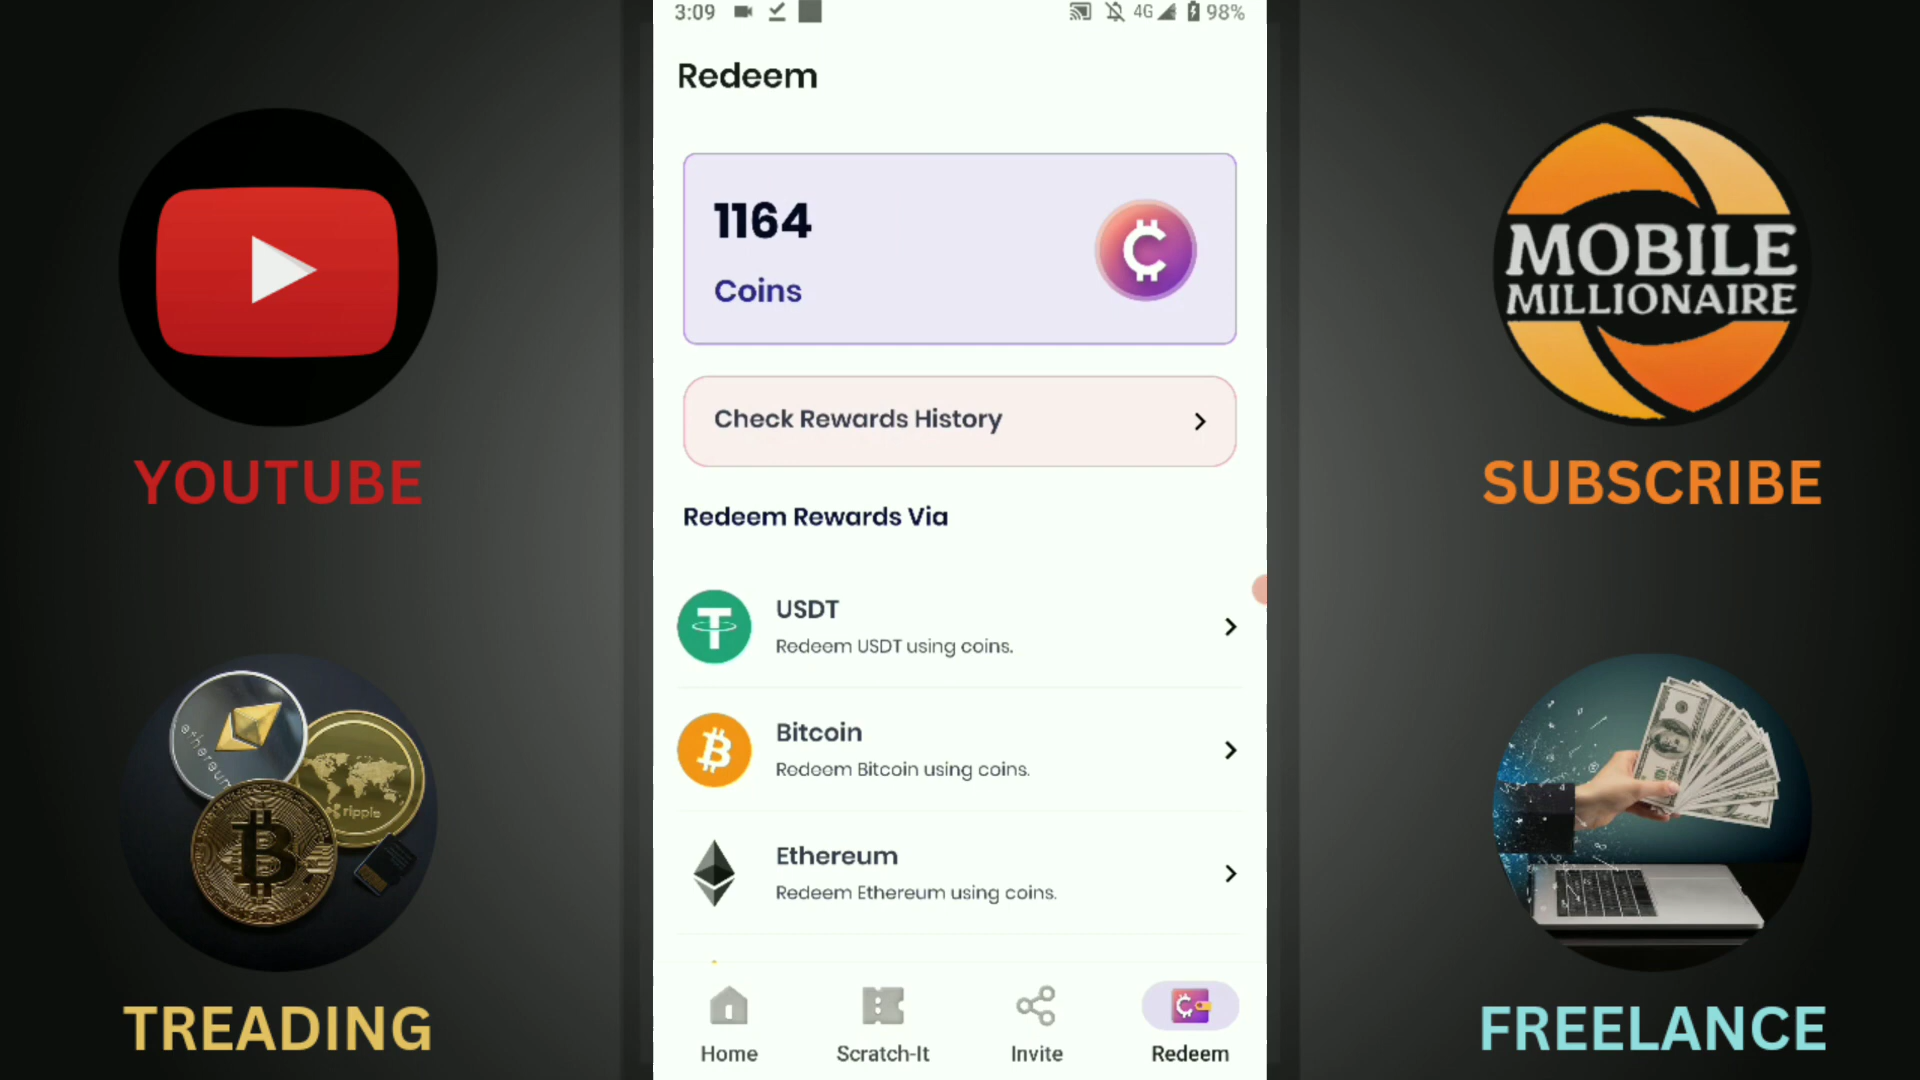 3:09
4G
98%
Redeem
1164
Coins
Check Rewards History
Redeem Rewards Via
USDT
Redeem USDT using coins.
Bitcoin
Redeem Bitcoin using coins.
Ethereum
Redeem Ethereum using coins.
Home
Scratch-It
Invite
Redeem
YOUTUBE
ethereum
ripple
TREADING
MOBILE
MILLIONAIRE
SUBSCRIBE
FREELANCE